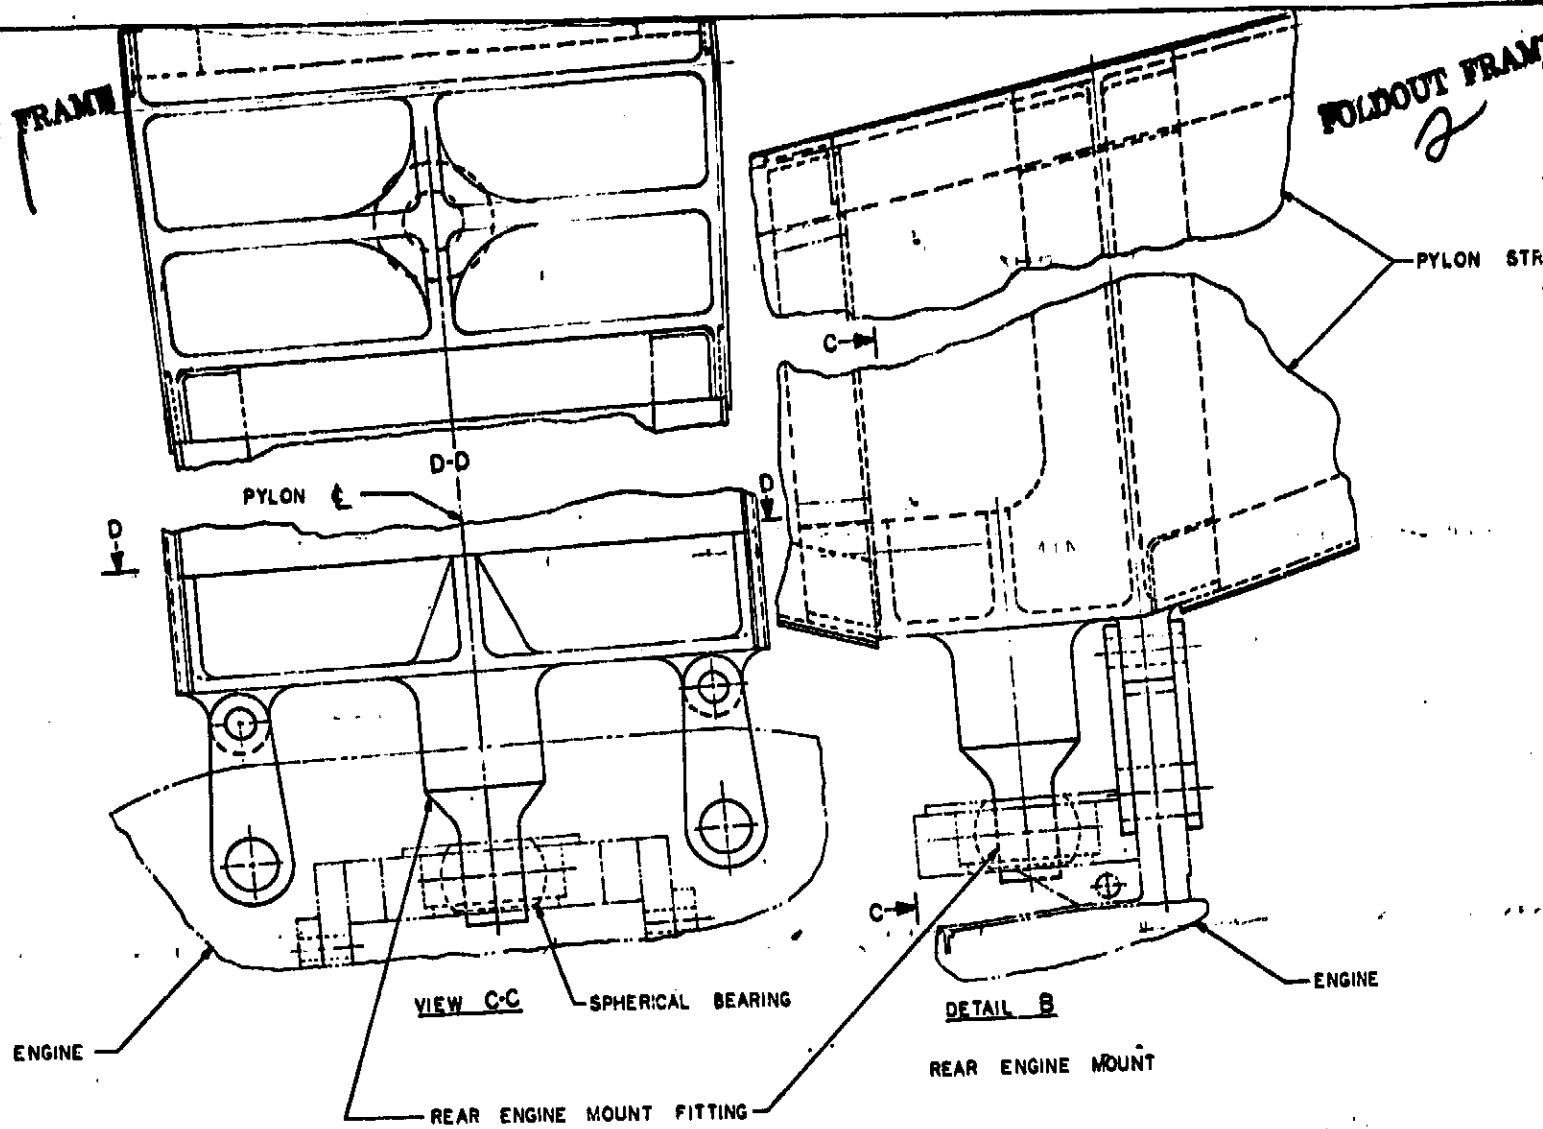 FRAME
FOLDOUT FRAM
2
PYLON STR
C
D-D
PYLON ℄
D
D
C
VIEW C-C
SPHERICAL BEARING
DETAIL B
ENGINE
ENGINE
REAR ENGINE MOUNT
REAR ENGINE MOUNT FITTING